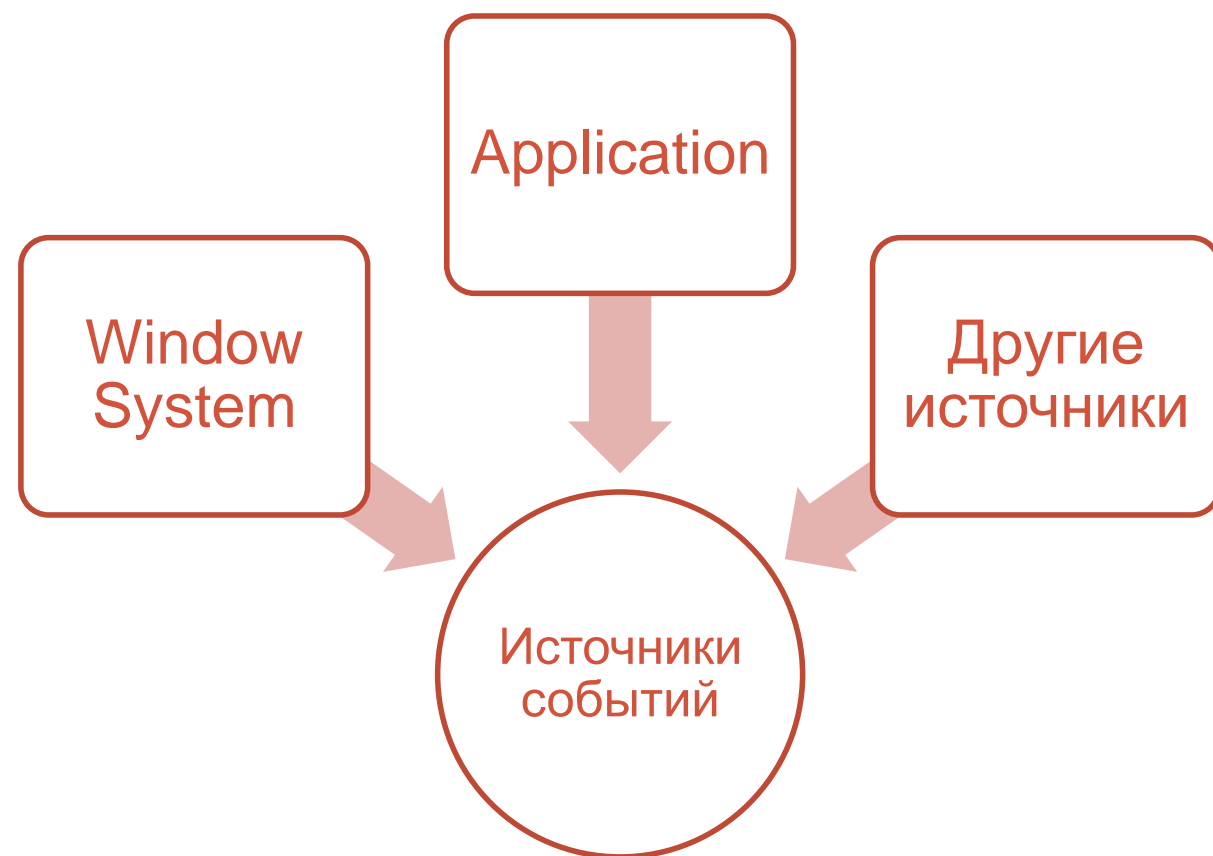 Application
Window
System
Другие
источники
Источники
событий